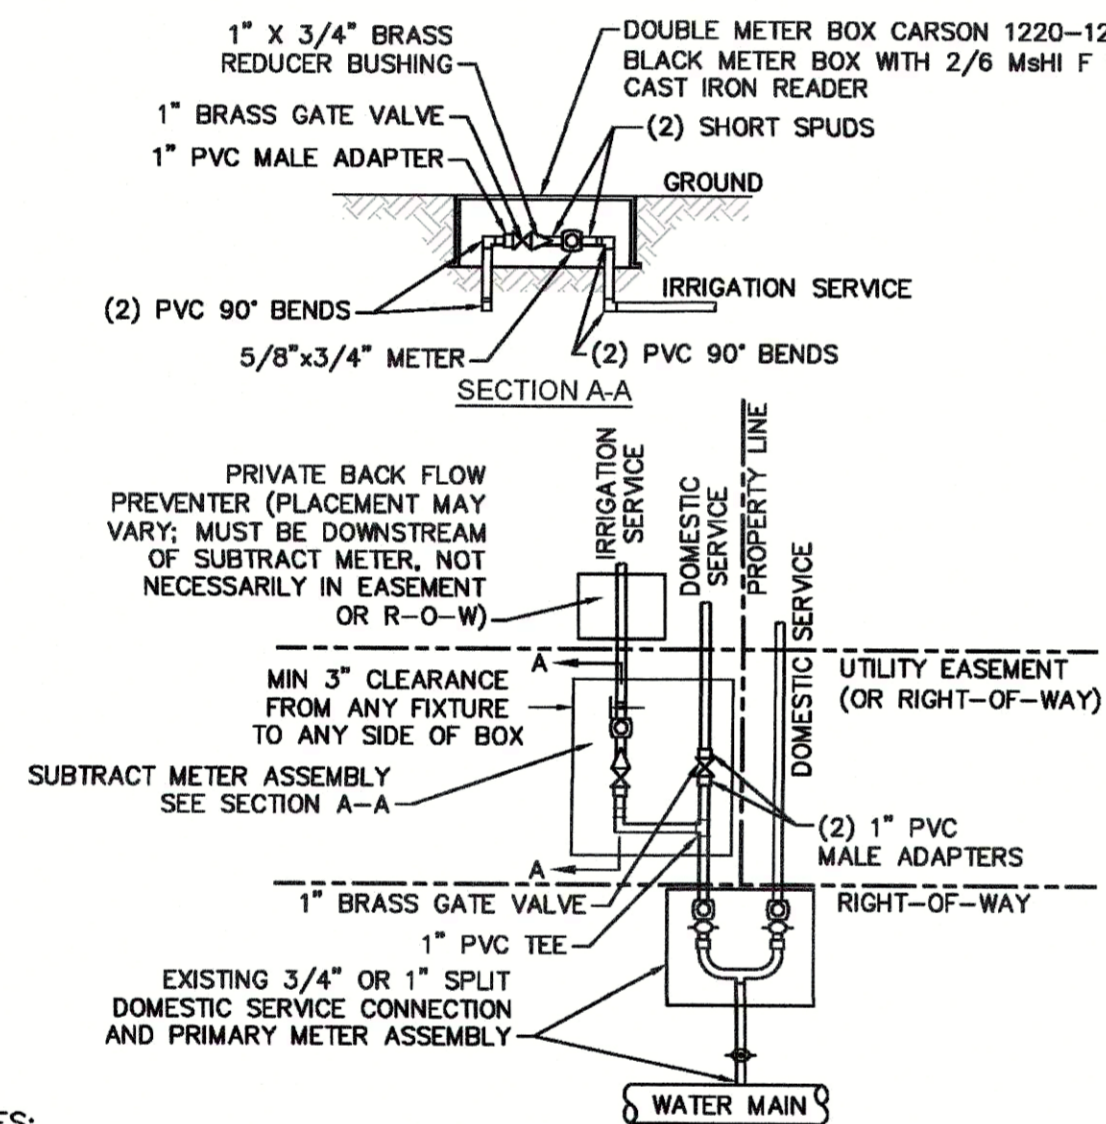 1" X 3/4" BRASS
REDUCER BUSHING
1" BRASS GATE VALVE
1" PVC MALE ADAPTER
DOUBLE METER BOX CARSON 1220-12
BLACK METER BOX WITH 2/6 MsHI F
CAST IRON READER
(2) SHORT SPUDS
GROUND
IRRIGATION SERVICE
(2) PVC 90° BENDS
5/8"x3/4" METER
(2) PVC 90° BENDS
SECTION A-A
PRIVATE BACK FLOW
PREVENTER (PLACEMENT MAY
VARY; MUST BE DOWNSTREAM
OF SUBTRACT METER, NOT
NECESSARILY IN EASEMENT
OR R-O-W)
IRRIGATION
SERVICE
DOMESTIC
SERVICE
PROPERTY LINE
DOMESTIC SERVICE
A
MIN 3" CLEARANCE
FROM ANY FIXTURE
TO ANY SIDE OF BOX
UTILITY EASEMENT
(OR RIGHT-OF-WAY)
SUBTRACT METER ASSEMBLY
SEE SECTION A-A
(2) 1" PVC
MALE ADAPTERS
A
1" BRASS GATE VALVE
RIGHT-OF-WAY
1" PVC TEE
EXISTING 3/4" OR 1" SPLIT
DOMESTIC SERVICE CONNECTION
AND PRIMARY METER ASSEMBLY
WATER MAIN